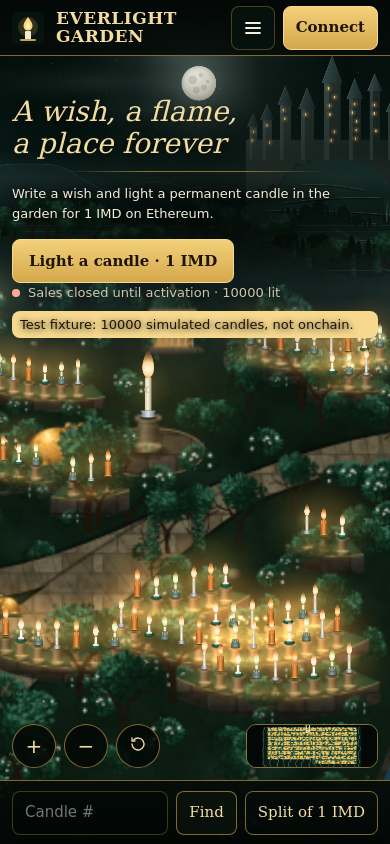 EVERLIGHT
GARDEN
Connect
A wish, a flame,
a place forever
Write a wish and light a permanent candle in the
garden for 1 IMD on Ethereum.
Light a candle · 1 IMD
Sales closed until activation · 10000 lit
Test fixture: 10000 simulated candles, not onchain.
+
−
Candle #
Find
Split of 1 IMD